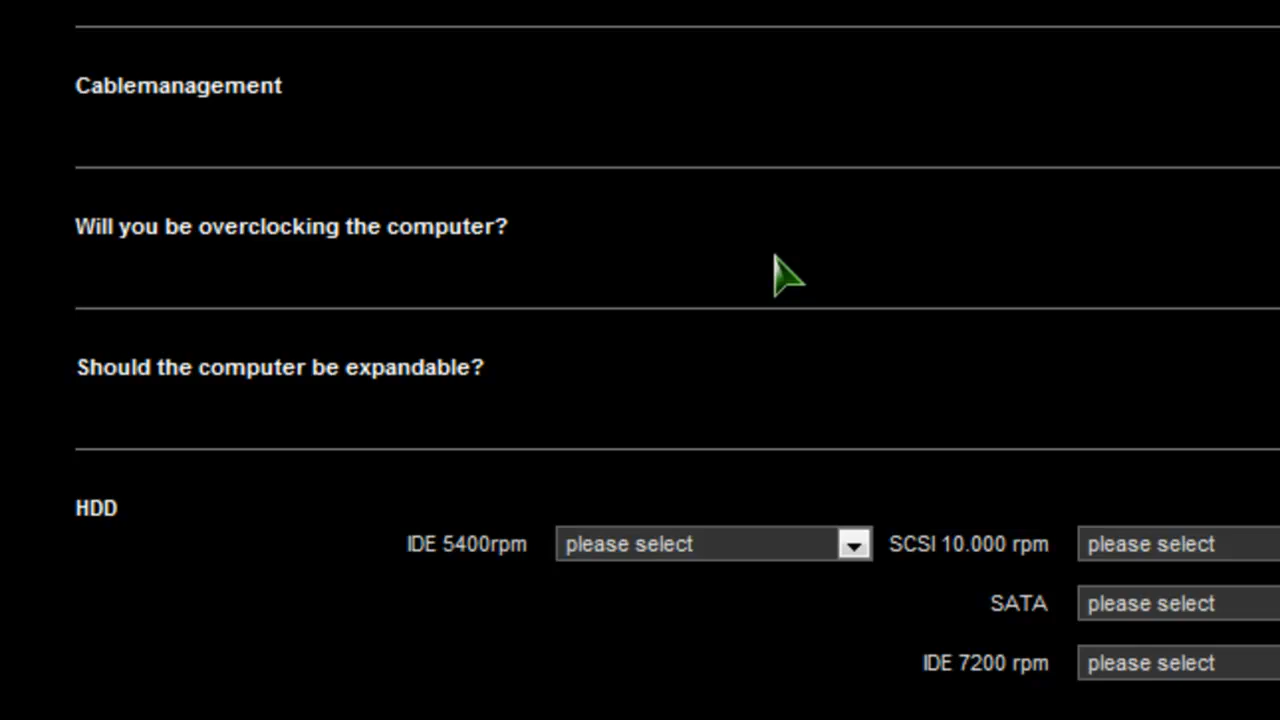 Cablemanagement
Will you be overclocking the computer?
Should the computer be expandable?
HDD
IDE 5400rpm please select SCSI 10.000 rpm please select
SATA please select
IDE 7200 rpm please select